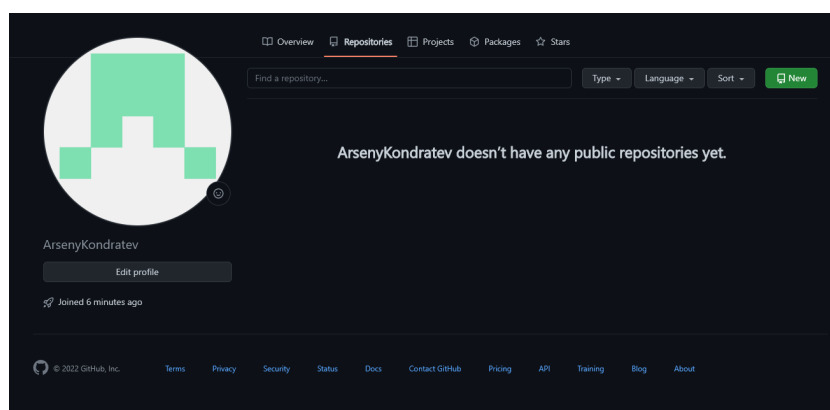 Overview Repositories Projects Packages Stars
Find a repository... Type Language Sort New
ArsenyKondratev doesn't have any public repositories yet.
ArsenyKondratev
Edit profile
Joined 6 minutes ago
© 2022 GitHub, Inc. Terms Privacy Security Status Docs Contact GitHub Pricing API Training Blog About